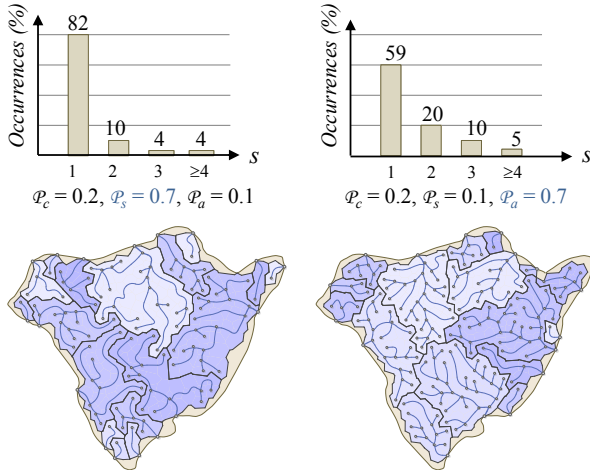 Occurrences (%)
82
10
4
4
1
2
3
≥4
s
𝒫c = 0.2, 𝒫s = 0.7, 𝒫a = 0.1
Occurrences (%)
59
20
10
5
1
2
3
≥4
s
𝒫c = 0.2, 𝒫s = 0.1, 𝒫a = 0.7